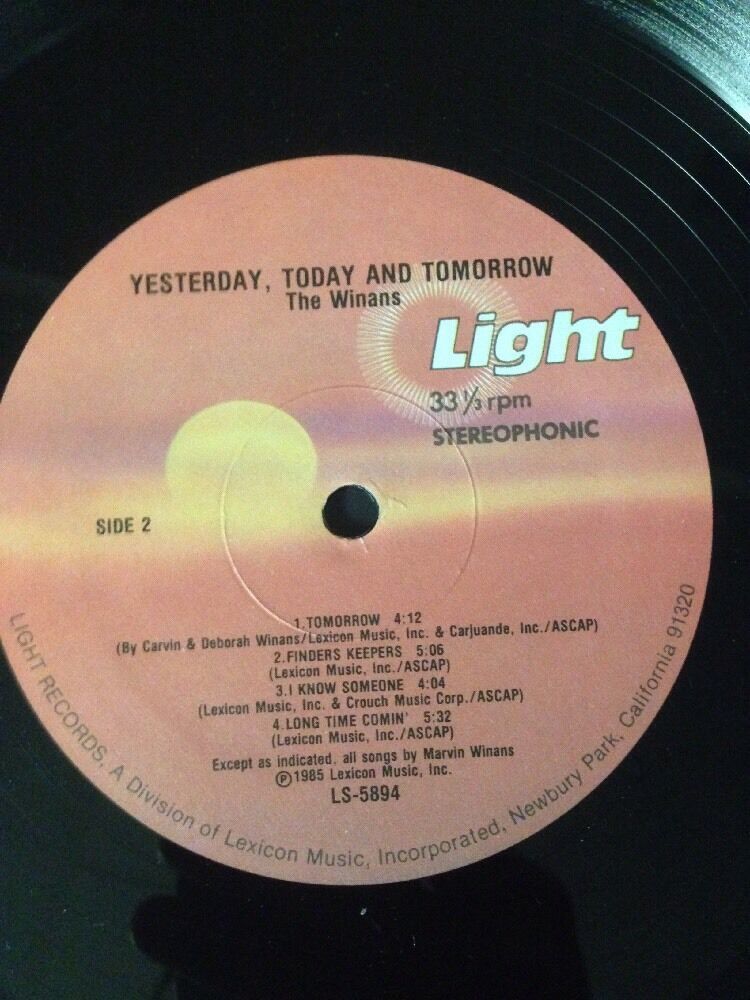 YESTERDAY, TODAY AND TOMORROW
The Winans
Light
33 1/3 rpm
STEREOPHONIC
SIDE 2
1.TOMORROW 4:12
(By Carvin & Deborah Winans/Lexicon Music, Inc. & Carjuande, Inc./ASCAP)
2.FINDERS KEEPERS 5:06
(Lexicon Music, Inc./ASCAP)
3.I KNOW SOMEONE 4:04
(Lexicon Music, Inc. & Crouch Music Corp./ASCAP)
4.LONG TIME COMIN' 5:32
(Lexicon Music, Inc./ASCAP)
Except as indicated, all songs by Marvin Winans
℗1985 Lexicon Music, Inc.
LS-5894
LIGHT RECORDS, A Division of Lexicon Music, Incorporated, Newbury Park, California 91320